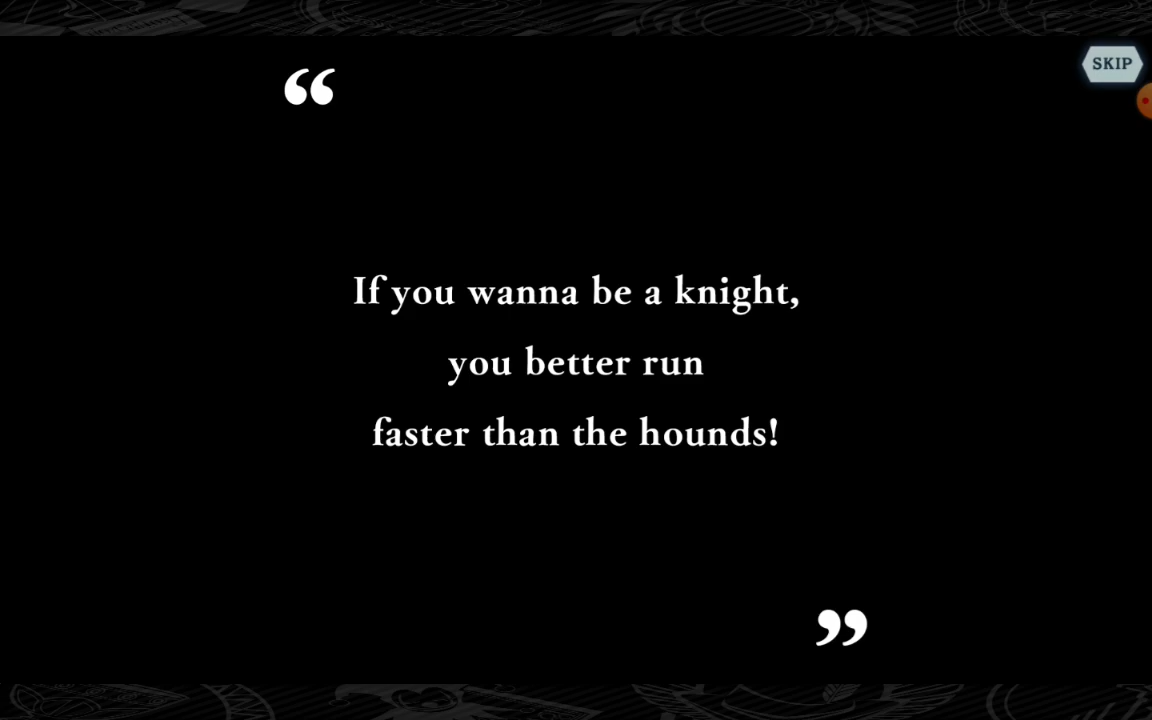 SKIP
“
If you wanna be a knight,
you better run
faster than the hounds!
”